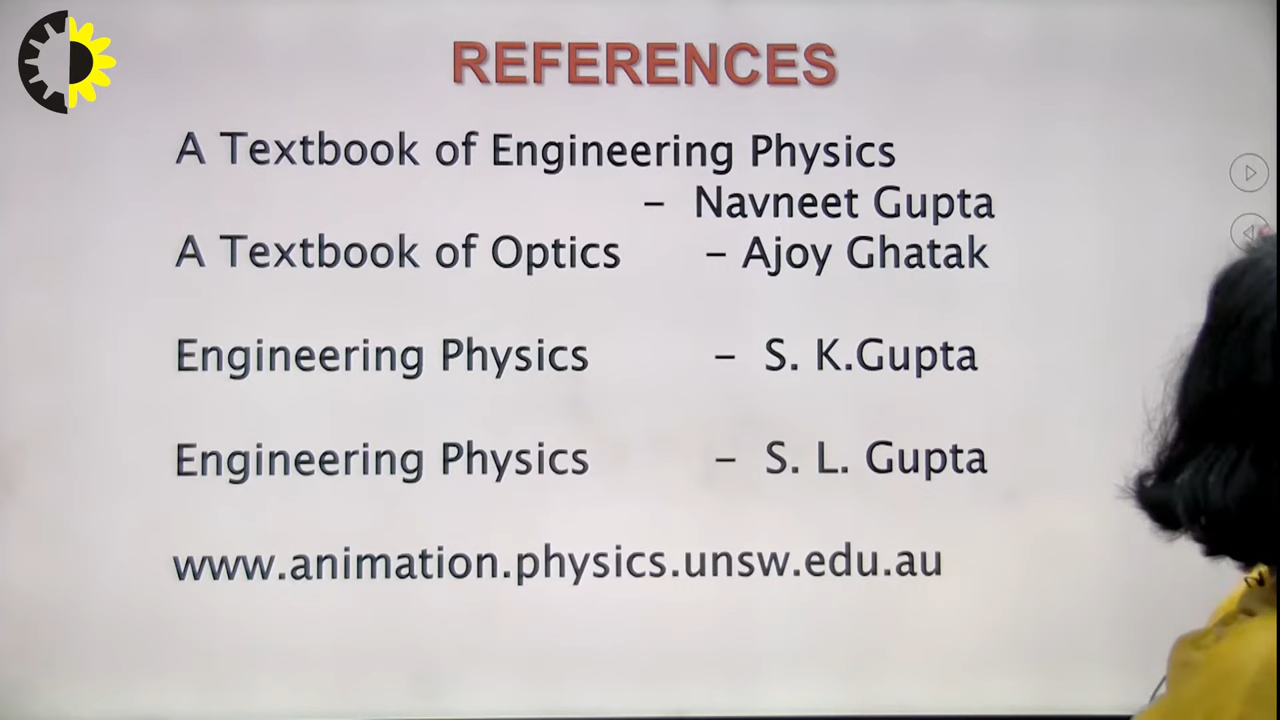 REFERENCES
A Textbook of Engineering Physics
– Navneet Gupta
A Textbook of Optics – Ajoy Ghatak
Engineering Physics – S. K.Gupta
Engineering Physics – S. L. Gupta
www.animation.physics.unsw.edu.au